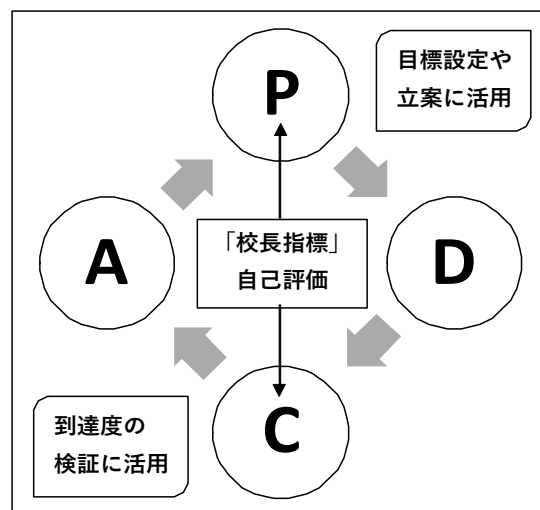 P
目標設定や
立案に活用
A
「校長指標」
自己評価
D
到達度の
検証に活用
C